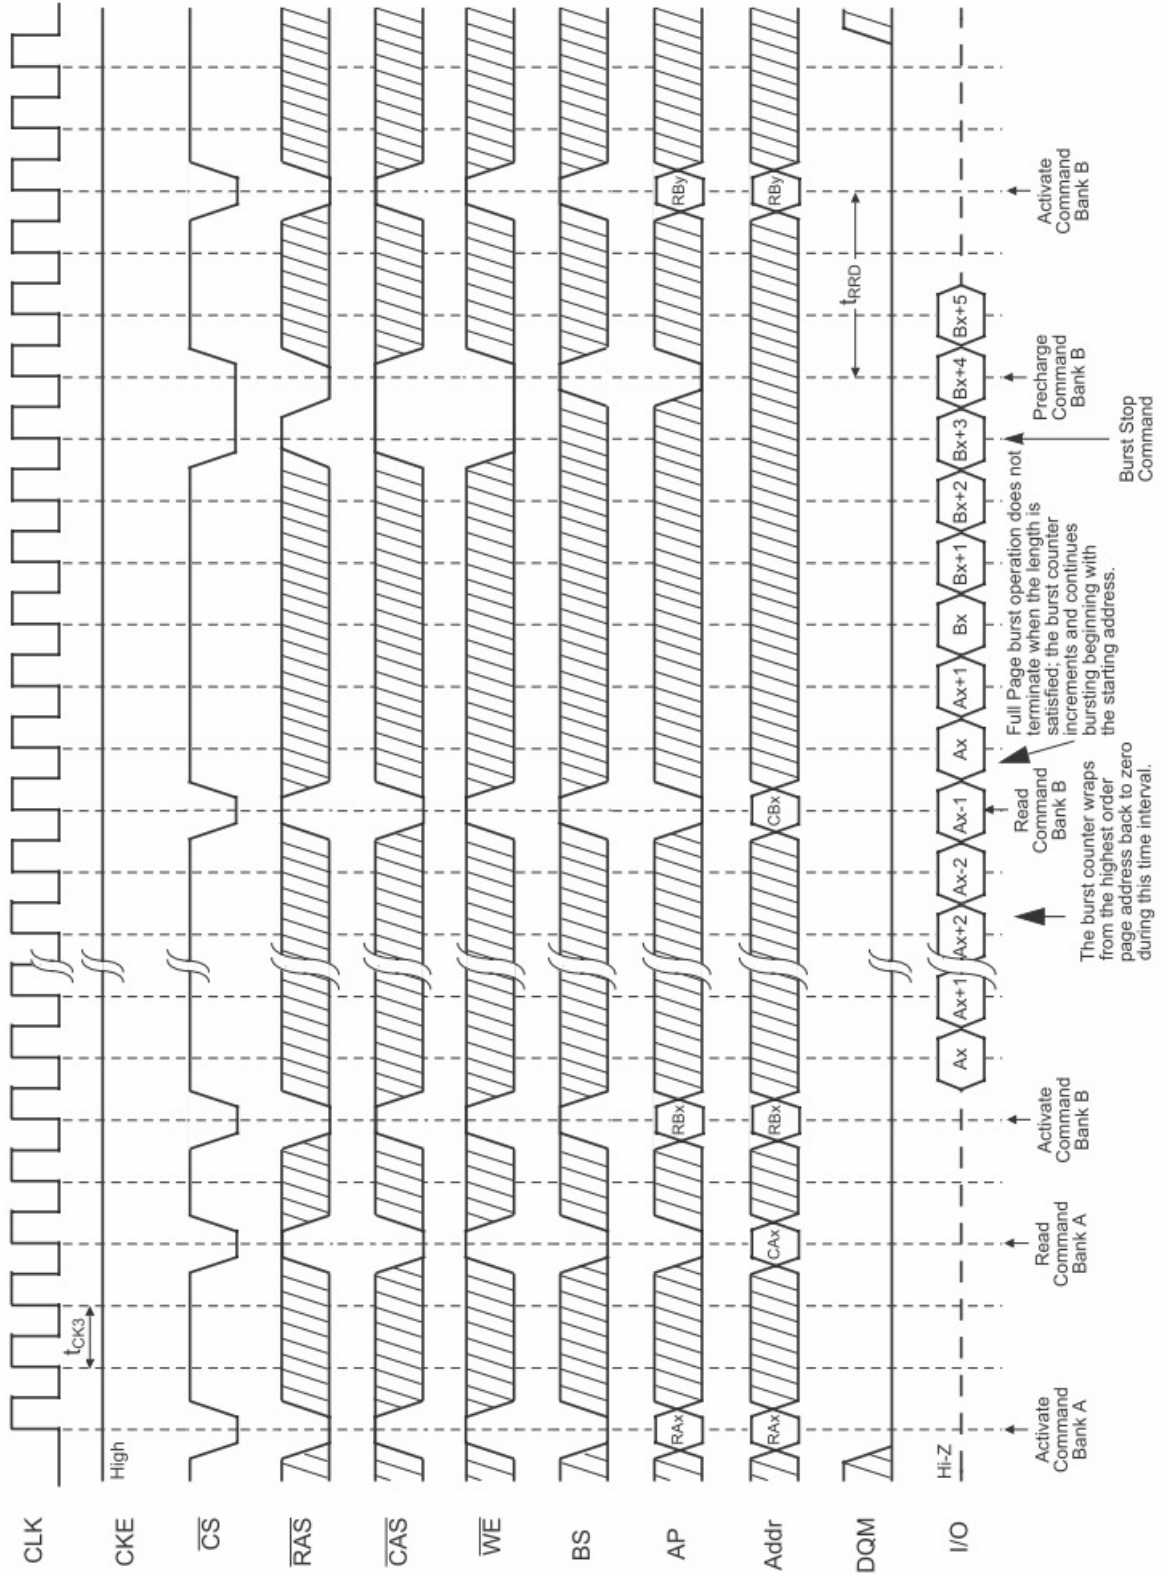 CLK
CKE
High
tCK3
CS
RAS
CAS
WE
BS
AP
RAx
RBx
RBy
Addr
RAx
CAx
RBx
CBx
RBy
DQM
tRRD
I/O
Hi-Z
Ax
Ax+1
Ax+2
Ax-2
Ax-1
Ax
Ax+1
Bx
Bx+1
Bx+2
Bx+3
Bx+4
Bx+5
Activate
Command
Bank A
Read
Command
Bank A
Activate
Command
Bank B
The burst counter wraps
from the highest order
page address back to zero
during this time interval.
Read
Command
Bank B
Full Page burst operation does not
terminate when the length is
satisfied; the burst counter
increments and continues
bursting beginning with
the starting address.
Burst Stop
Command
Precharge
Command
Bank B
Activate
Command
Bank B